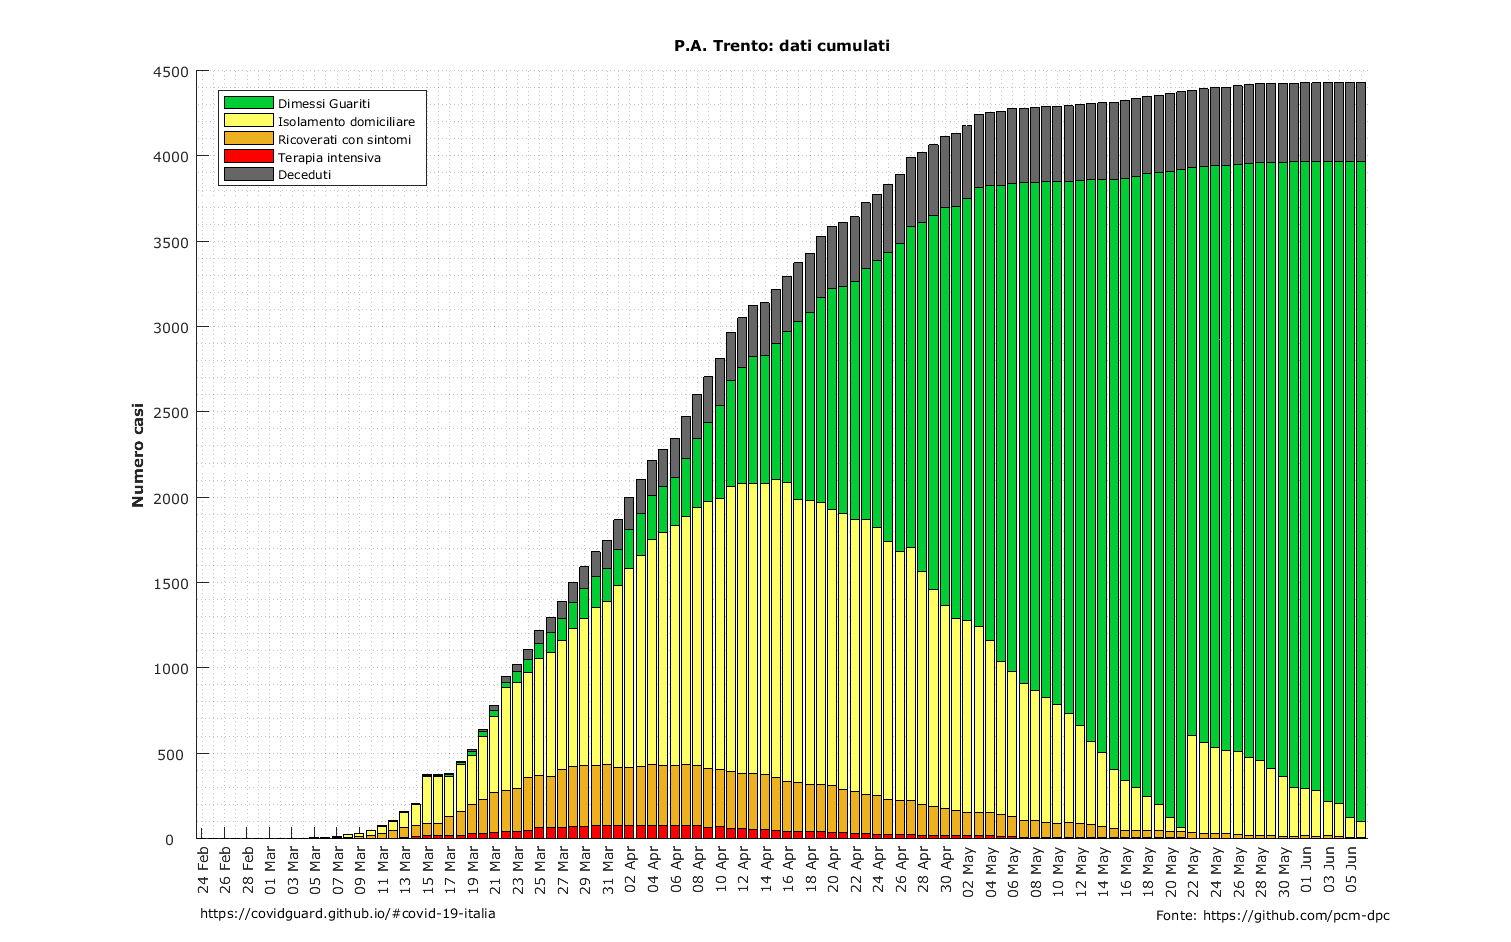 P.A. Trento: dati cumulati
4500
4000
3500
3000
2500
2000
1500
1000
500
0
Numero casi
Dimessi Guariti
Isolamento domiciliare
Ricoverati con sintomi
Terapia intensiva
Deceduti
24 Feb
26 Feb
28 Feb
01 Mar
03 Mar
05 Mar
07 Mar
09 Mar
11 Mar
13 Mar
15 Mar
17 Mar
19 Mar
21 Mar
23 Mar
25 Mar
27 Mar
29 Mar
31 Mar
02 Apr
04 Apr
06 Apr
08 Apr
10 Apr
12 Apr
14 Apr
16 Apr
18 Apr
20 Apr
22 Apr
24 Apr
26 Apr
28 Apr
30 Apr
02 May
04 May
06 May
08 May
10 May
12 May
14 May
16 May
18 May
20 May
22 May
24 May
26 May
28 May
30 May
01 Jun
03 Jun
05 Jun
https://covidguard.github.io/#covid-19-italia
Fonte: https://github.com/pcm-dpc